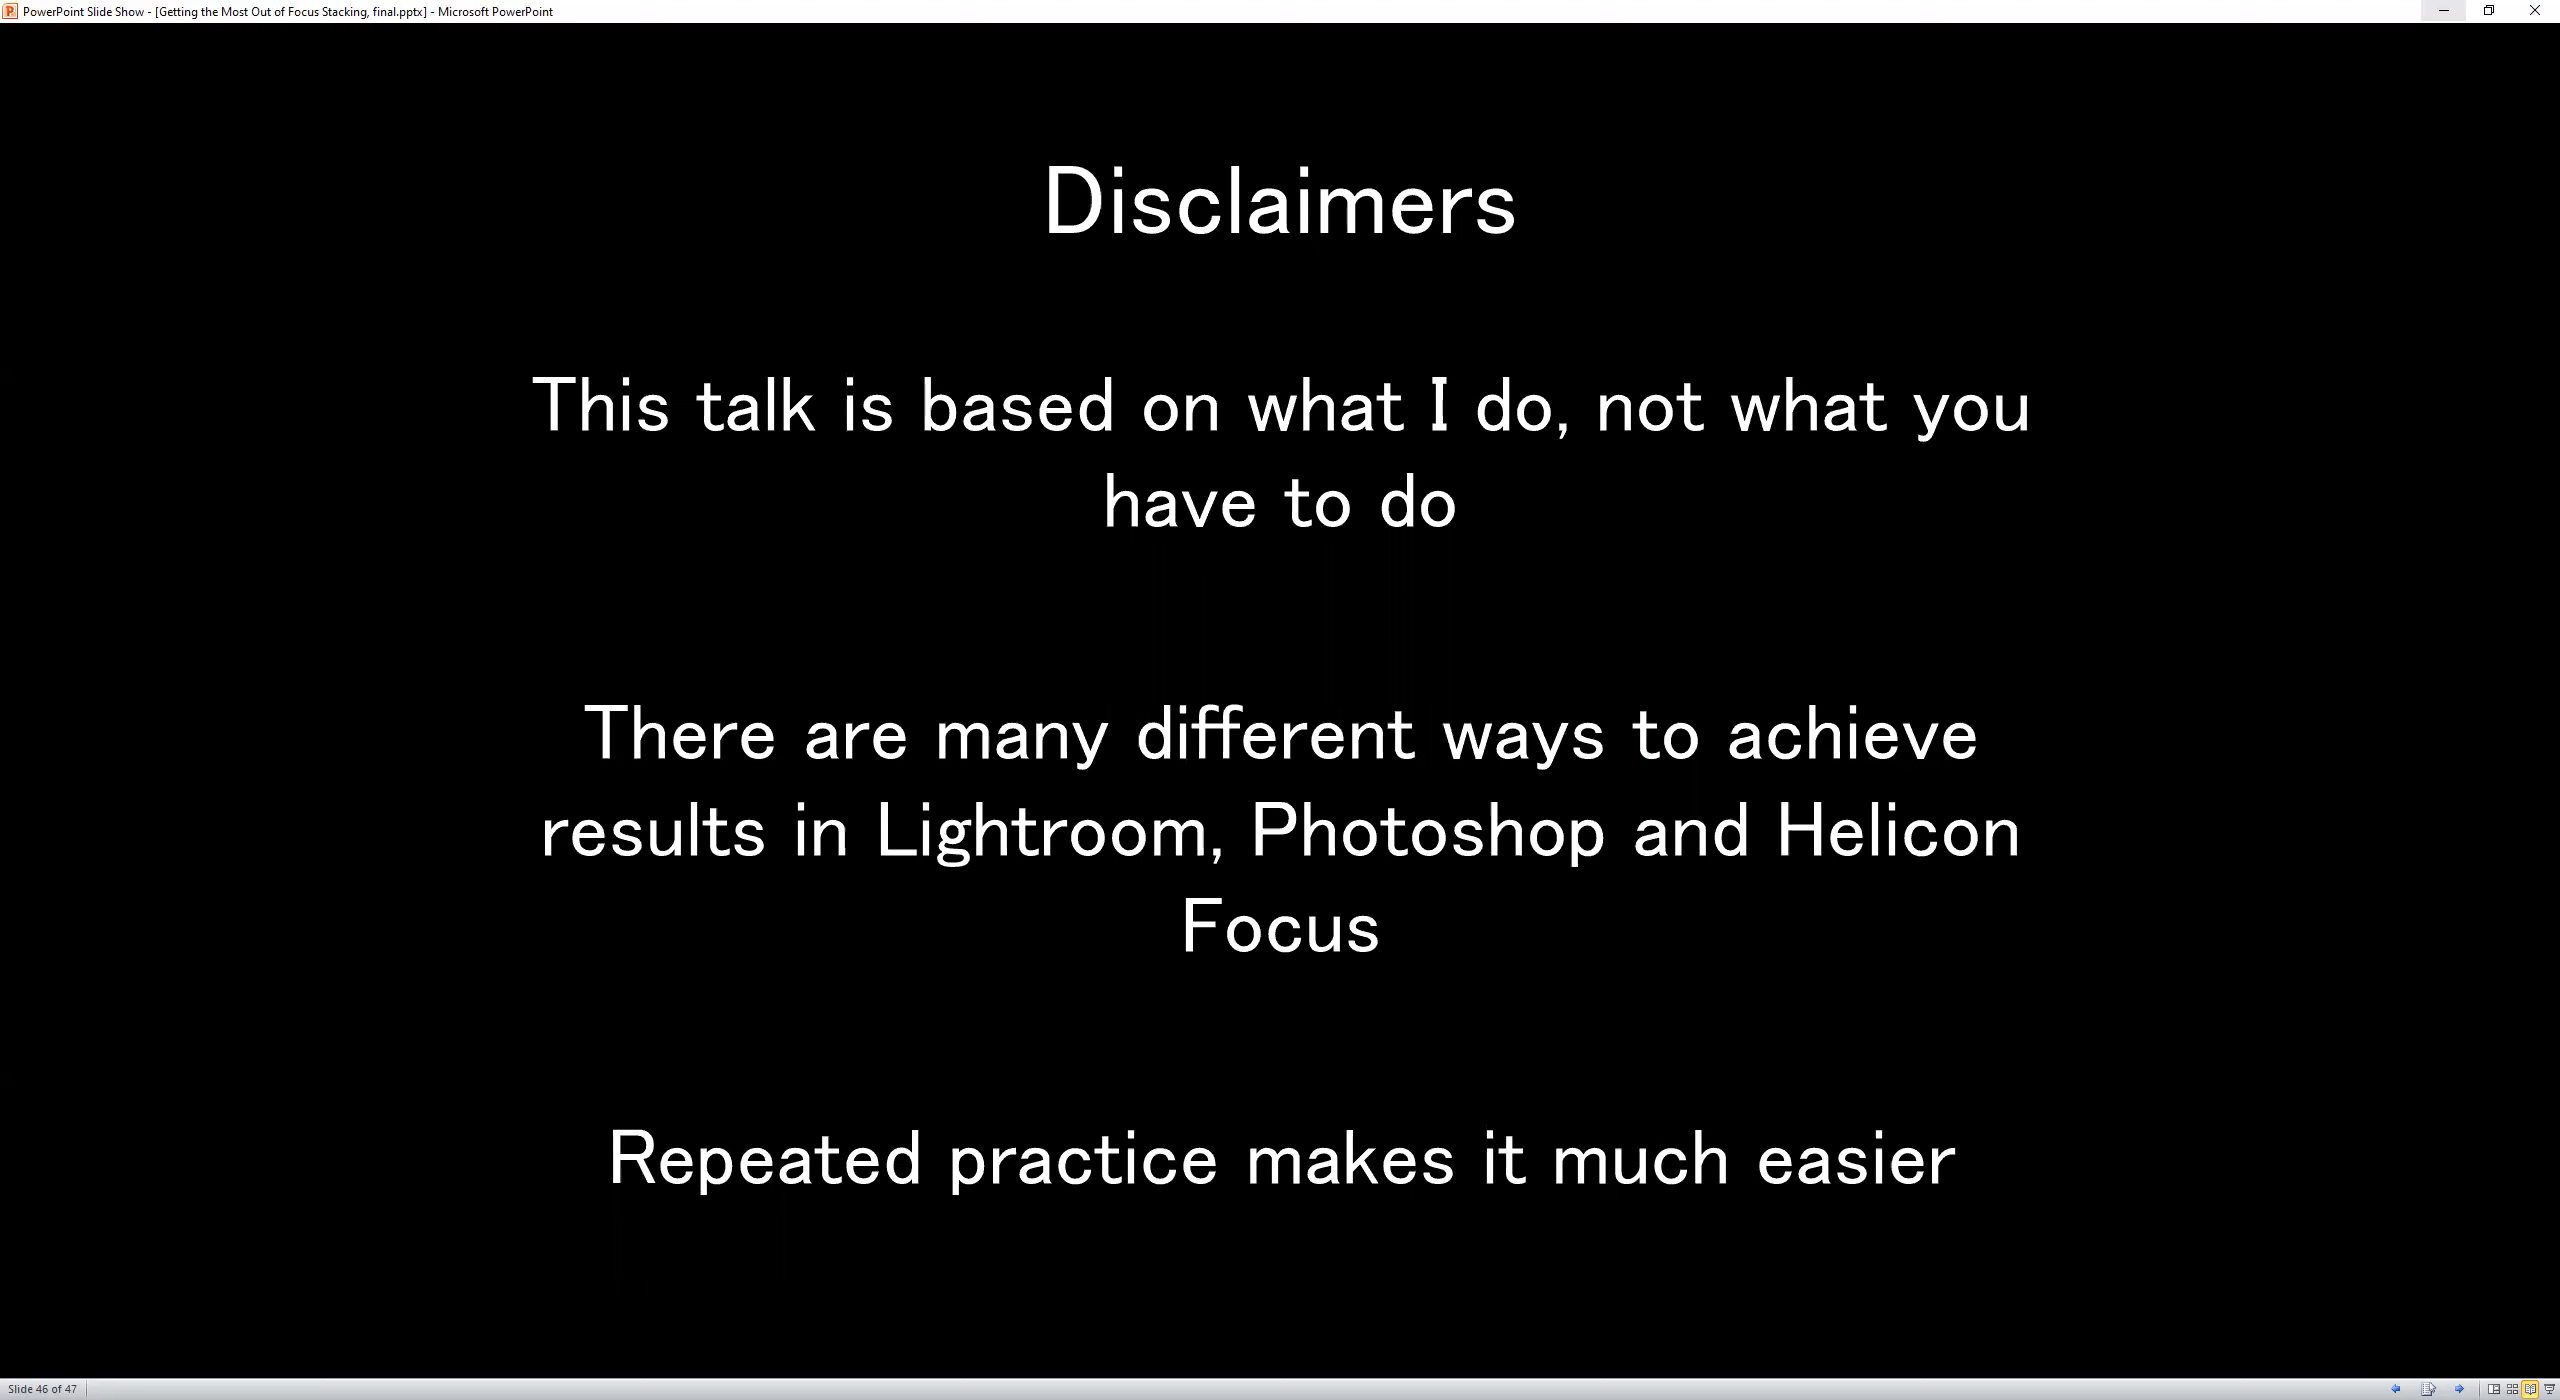 PowerPoint Slide Show - [Getting the Most Out of Focus Stacking, final.pptx] - Microsoft PowerPoint
Disclaimers
This talk is based on what I do, not what you
have to do
There are many different ways to achieve
results in Lightroom, Photoshop and Helicon
Focus
Repeated practice makes it much easier
Slide 46 of 47